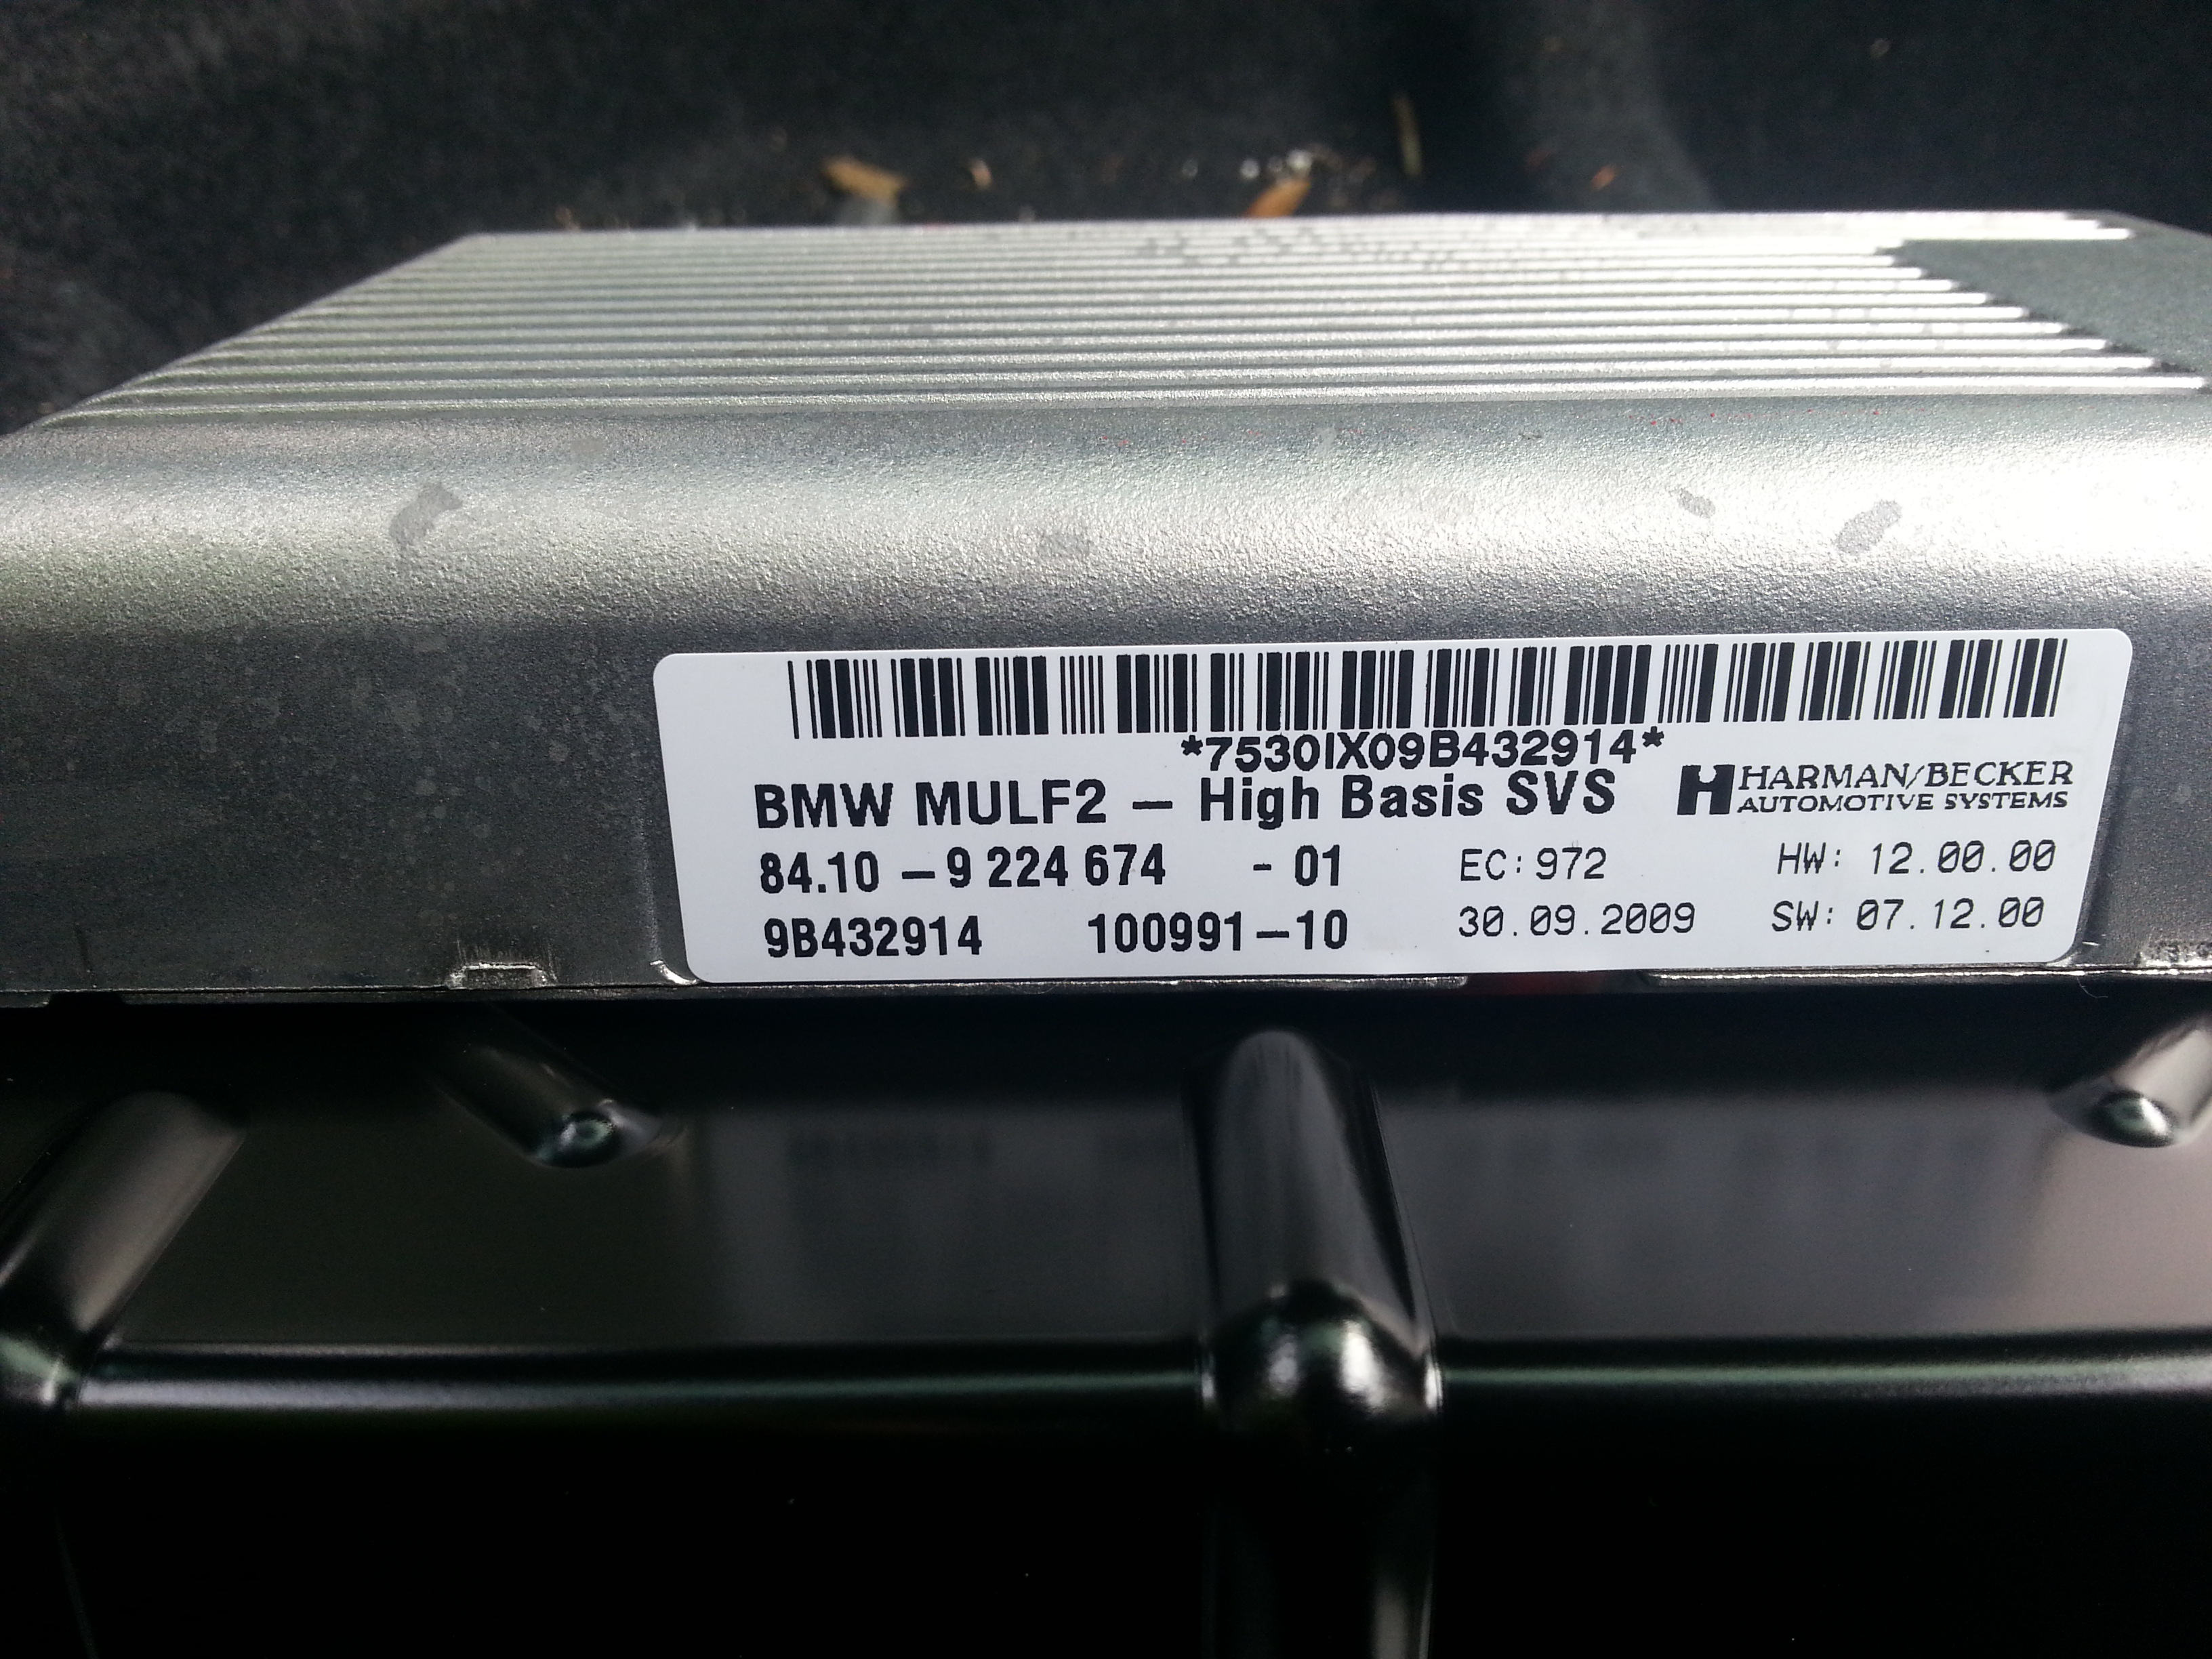 *7530IX09B432914*
BMW MULF2 – High Basis SVS
HARMAN/BECKER
AUTOMOTIVE SYSTEMS
84.10 – 9 224 674 - 01 EC:972 HW: 12.00.00
9B432914 100991–10 30.09.2009 SW: 07.12.00